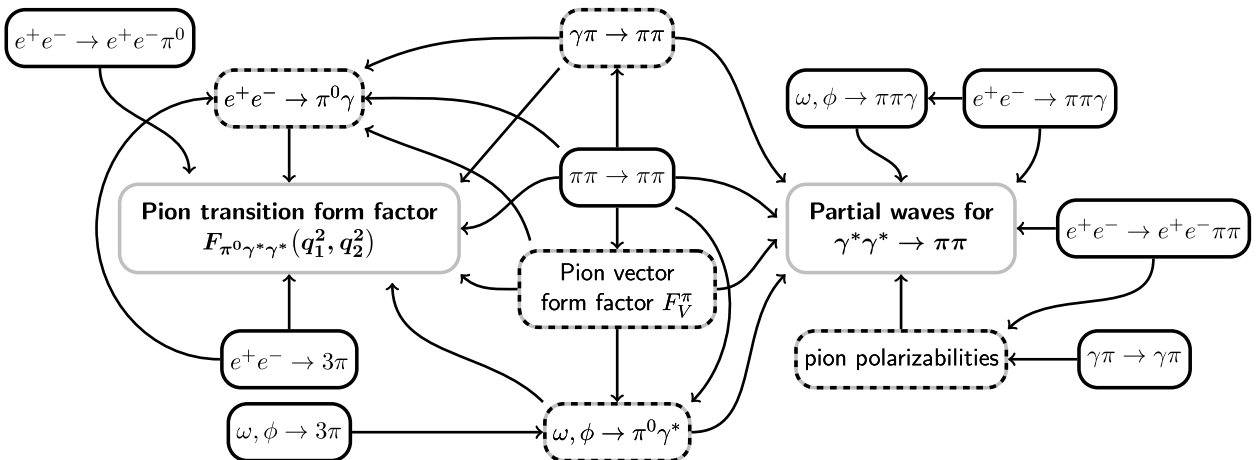 e⁺e⁻ → e⁺e⁻π⁰
γπ → ππ
e⁺e⁻ → π⁰γ
ω, ϕ → ππγ
e⁺e⁻ → ππγ
ππ → ππ
Pion transition form factor
F_{π⁰γ*γ*}(q₁², q₂²)
Partial waves for
γ*γ* → ππ
e⁺e⁻ → e⁺e⁻ππ
Pion vector
form factor F_V^π
e⁺e⁻ → 3π
pion polarizabilities
γπ → γπ
ω, ϕ → 3π
ω, ϕ → π⁰γ*